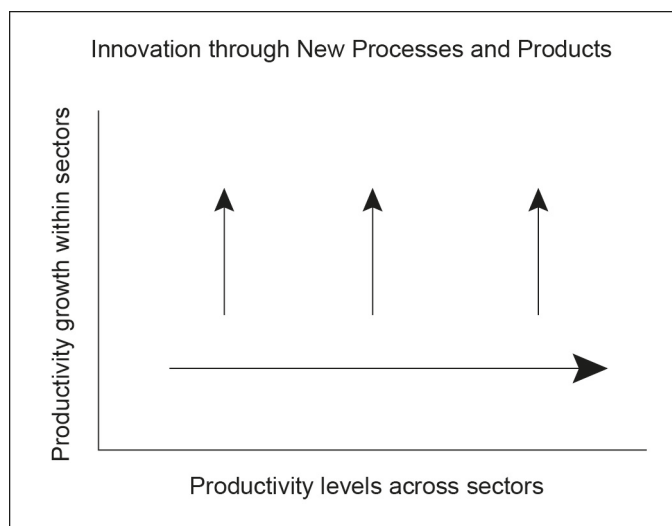 Innovation through New Processes and Products
Productivity growth within sectors
Productivity levels across sectors